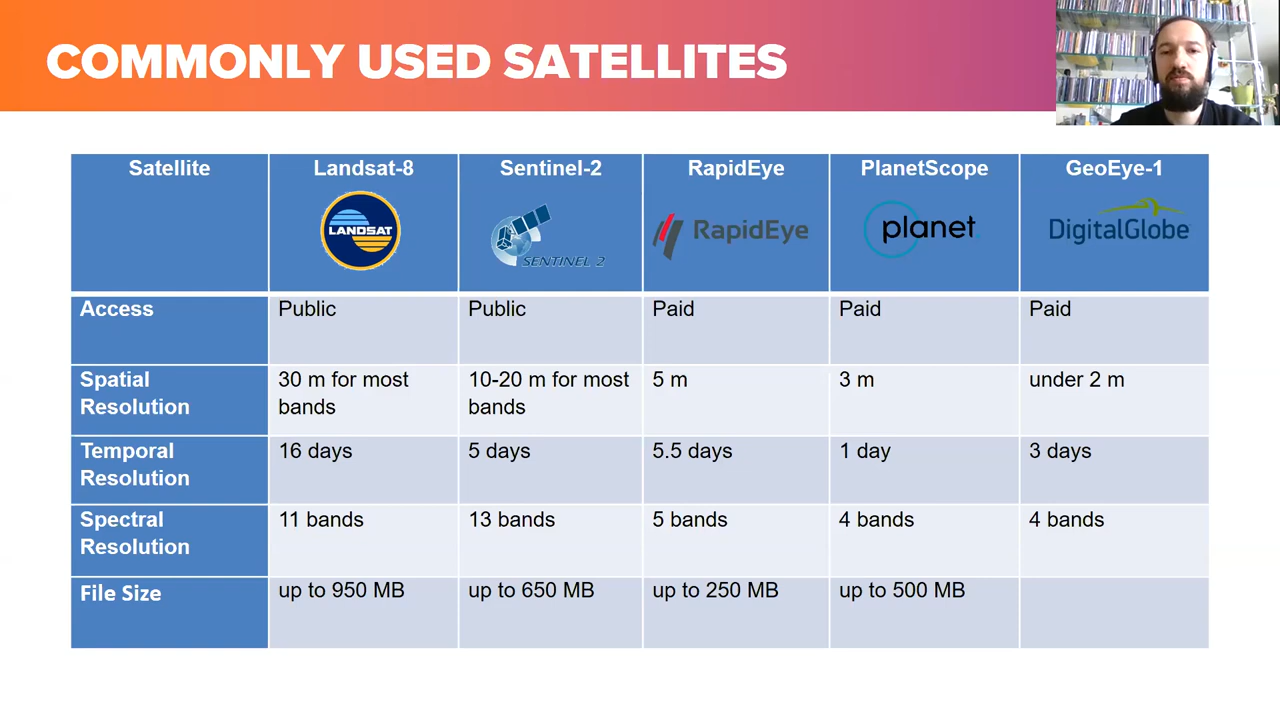 COMMONLY USED SATELLITES
Satellite Landsat-8 Sentinel-2 RapidEye PlanetScope GeoEye-1
LANDSAT SENTINEL 2 RapidEye planet DigitalGlobe
Access Public Public Paid Paid Paid
Spatial 30 m for most 10-20 m for most 5 m 3 m under 2 m
Resolution bands bands
Temporal 16 days 5 days 5.5 days 1 day 3 days
Resolution
Spectral 11 bands 13 bands 5 bands 4 bands 4 bands
Resolution
File Size up to 950 MB up to 650 MB up to 250 MB up to 500 MB